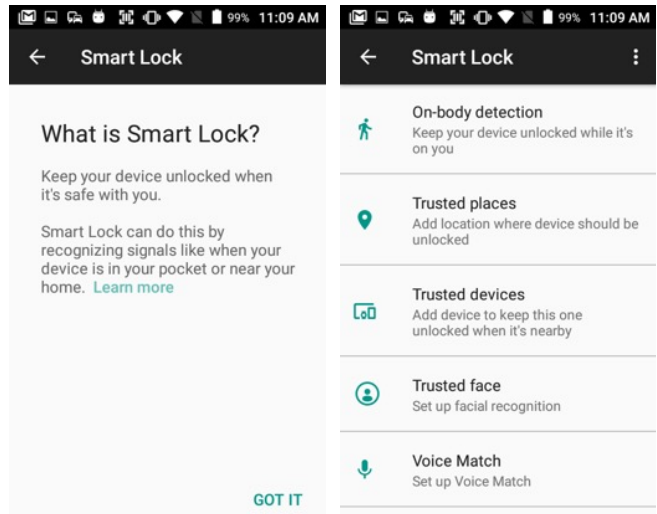 99% 11:09 AM
Smart Lock
What is Smart Lock?
Keep your device unlocked when
it's safe with you.
Smart Lock can do this by
recognizing signals like when your
device is in your pocket or near your
home. Learn more
GOT IT
99% 11:09 AM
Smart Lock
On-body detection
Keep your device unlocked while it's
on you
Trusted places
Add location where device should be
unlocked
Trusted devices
Add device to keep this one
unlocked when it's nearby
Trusted face
Set up facial recognition
Voice Match
Set up Voice Match